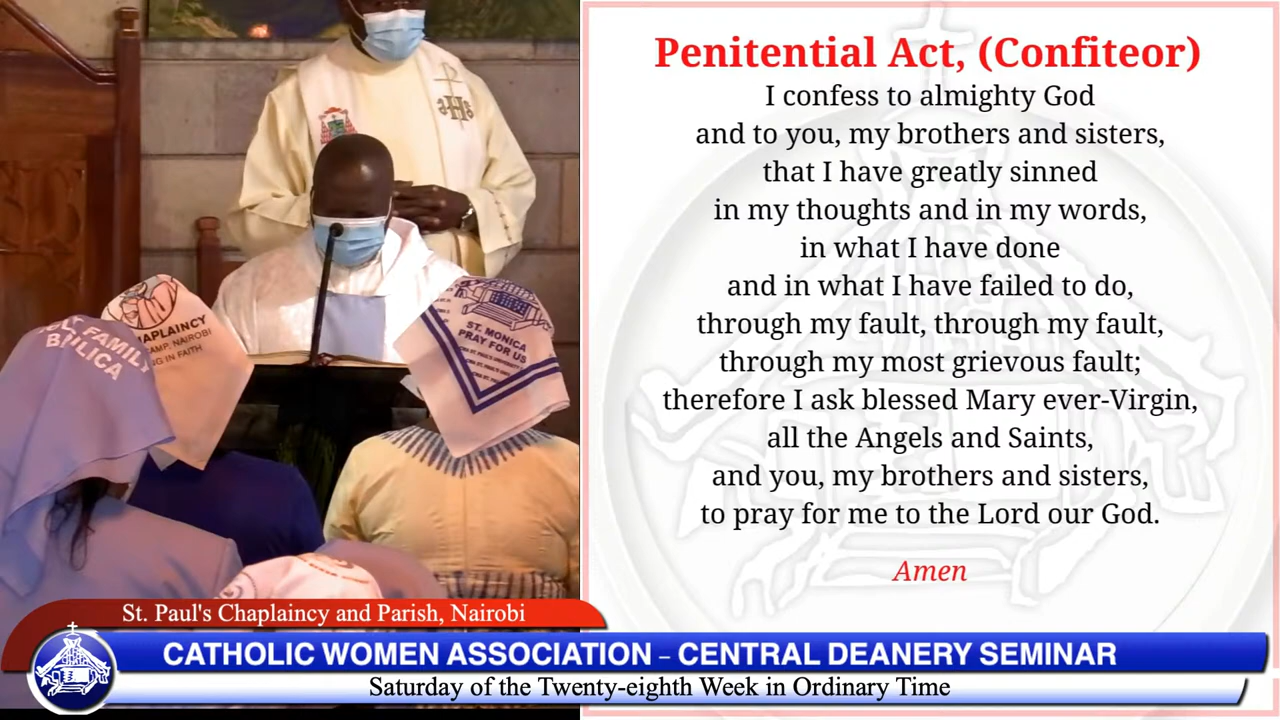 Penitential Act, (Confiteor)
I confess to almighty God
and to you, my brothers and sisters,
that I have greatly sinned
in my thoughts and in my words,
in what I have done
and in what I have failed to do,
through my fault, through my fault,
through my most grievous fault;
therefore I ask blessed Mary ever-Virgin,
all the Angels and Saints,
and you, my brothers and sisters,
to pray for me to the Lord our God.
Amen
FAMILY
HAPLAINCY
AMP, NAIROBI
NG IN FAITH
ST. MONICA
PRAY FOR US
St. Paul's Chaplaincy and Parish, Nairobi
CATHOLIC WOMEN ASSOCIATION – CENTRAL DEANERY SEMINAR
Saturday of the Twenty-eighth Week in Ordinary Time